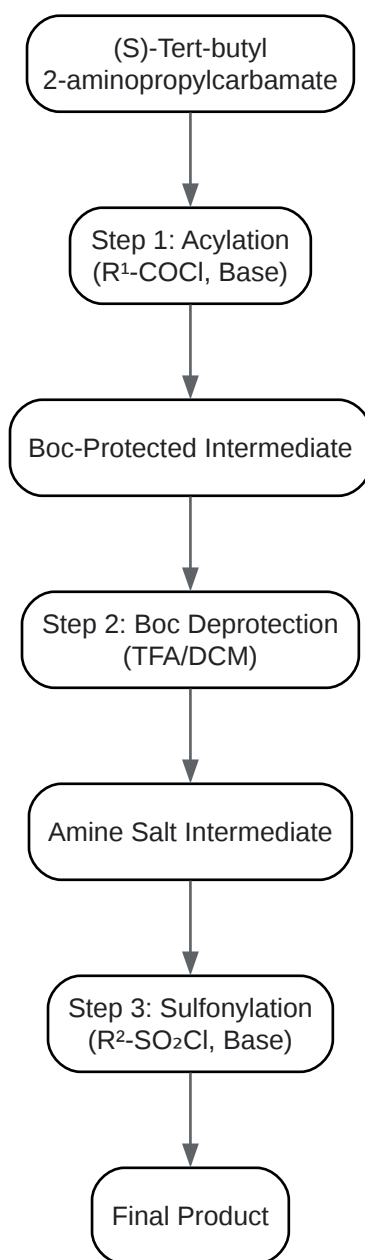 (S)-Tert-butyl
2-aminopropylcarbamate
Step 1: Acylation
(R¹-COCl, Base)
Boc-Protected Intermediate
Step 2: Boc Deprotection
(TFA/DCM)
Amine Salt Intermediate
Step 3: Sulfonylation
(R²-SO₂Cl, Base)
Final Product